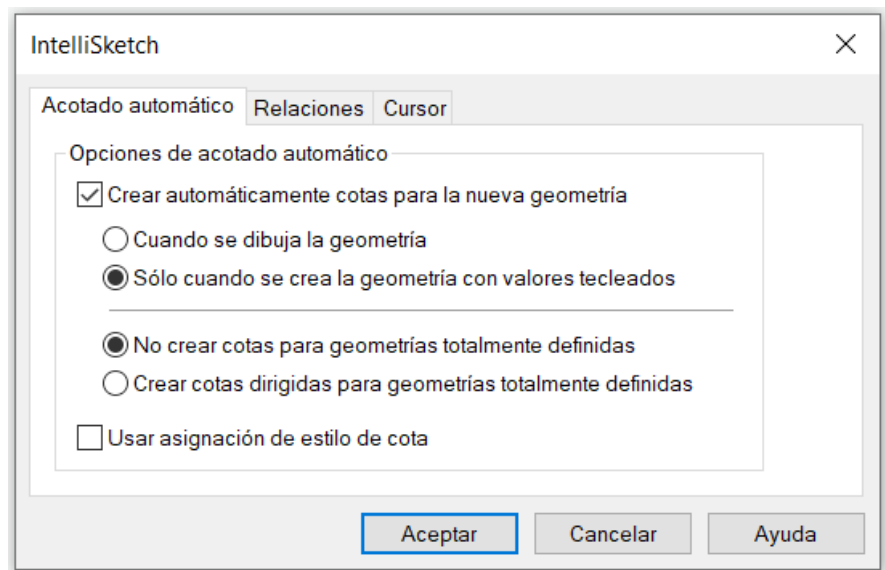 IntelliSketch
Acotado automático Relaciones Cursor
Opciones de acotado automático
Crear automáticamente cotas para la nueva geometría
Cuando se dibuja la geometría
Sólo cuando se crea la geometría con valores tecleados
No crear cotas para geometrías totalmente definidas
Crear cotas dirigidas para geometrías totalmente definidas
Usar asignación de estilo de cota
Aceptar Cancelar Ayuda